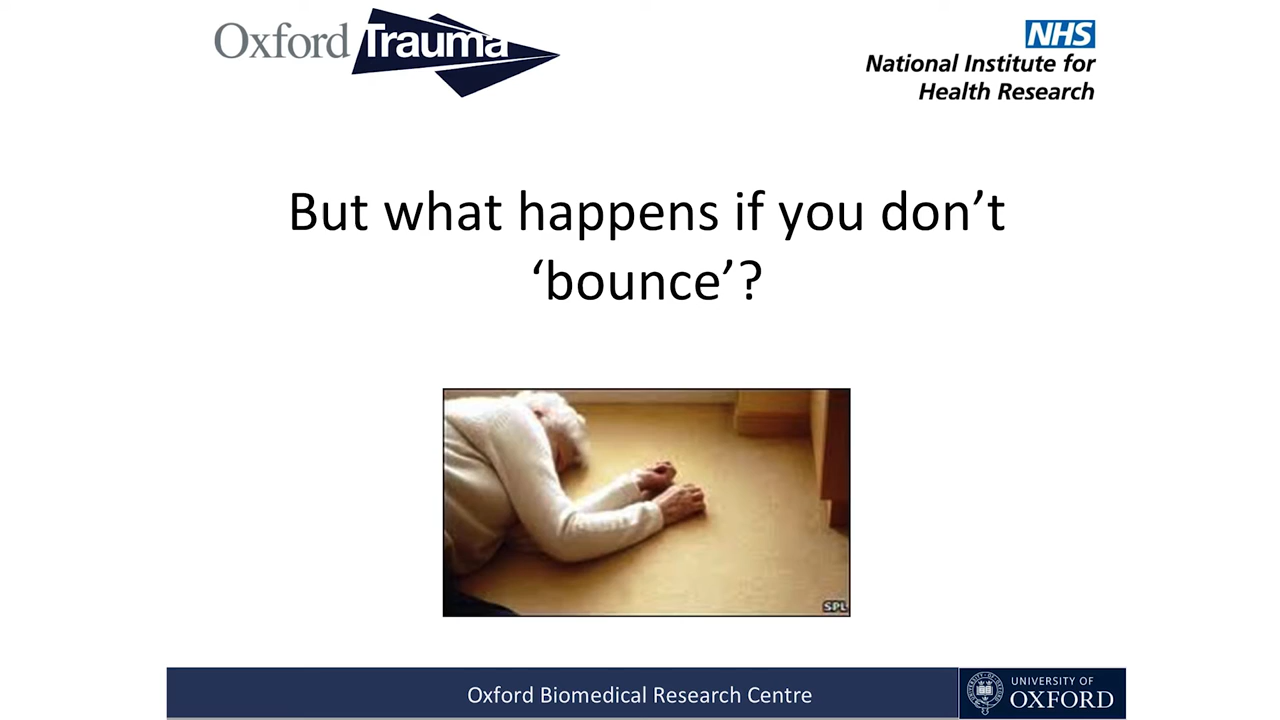 Oxford Trauma
NHS
National Institute for
Health Research
But what happens if you don’t
‘bounce’?
SPL
Oxford Biomedical Research Centre
UNIVERSITY OF
OXFORD